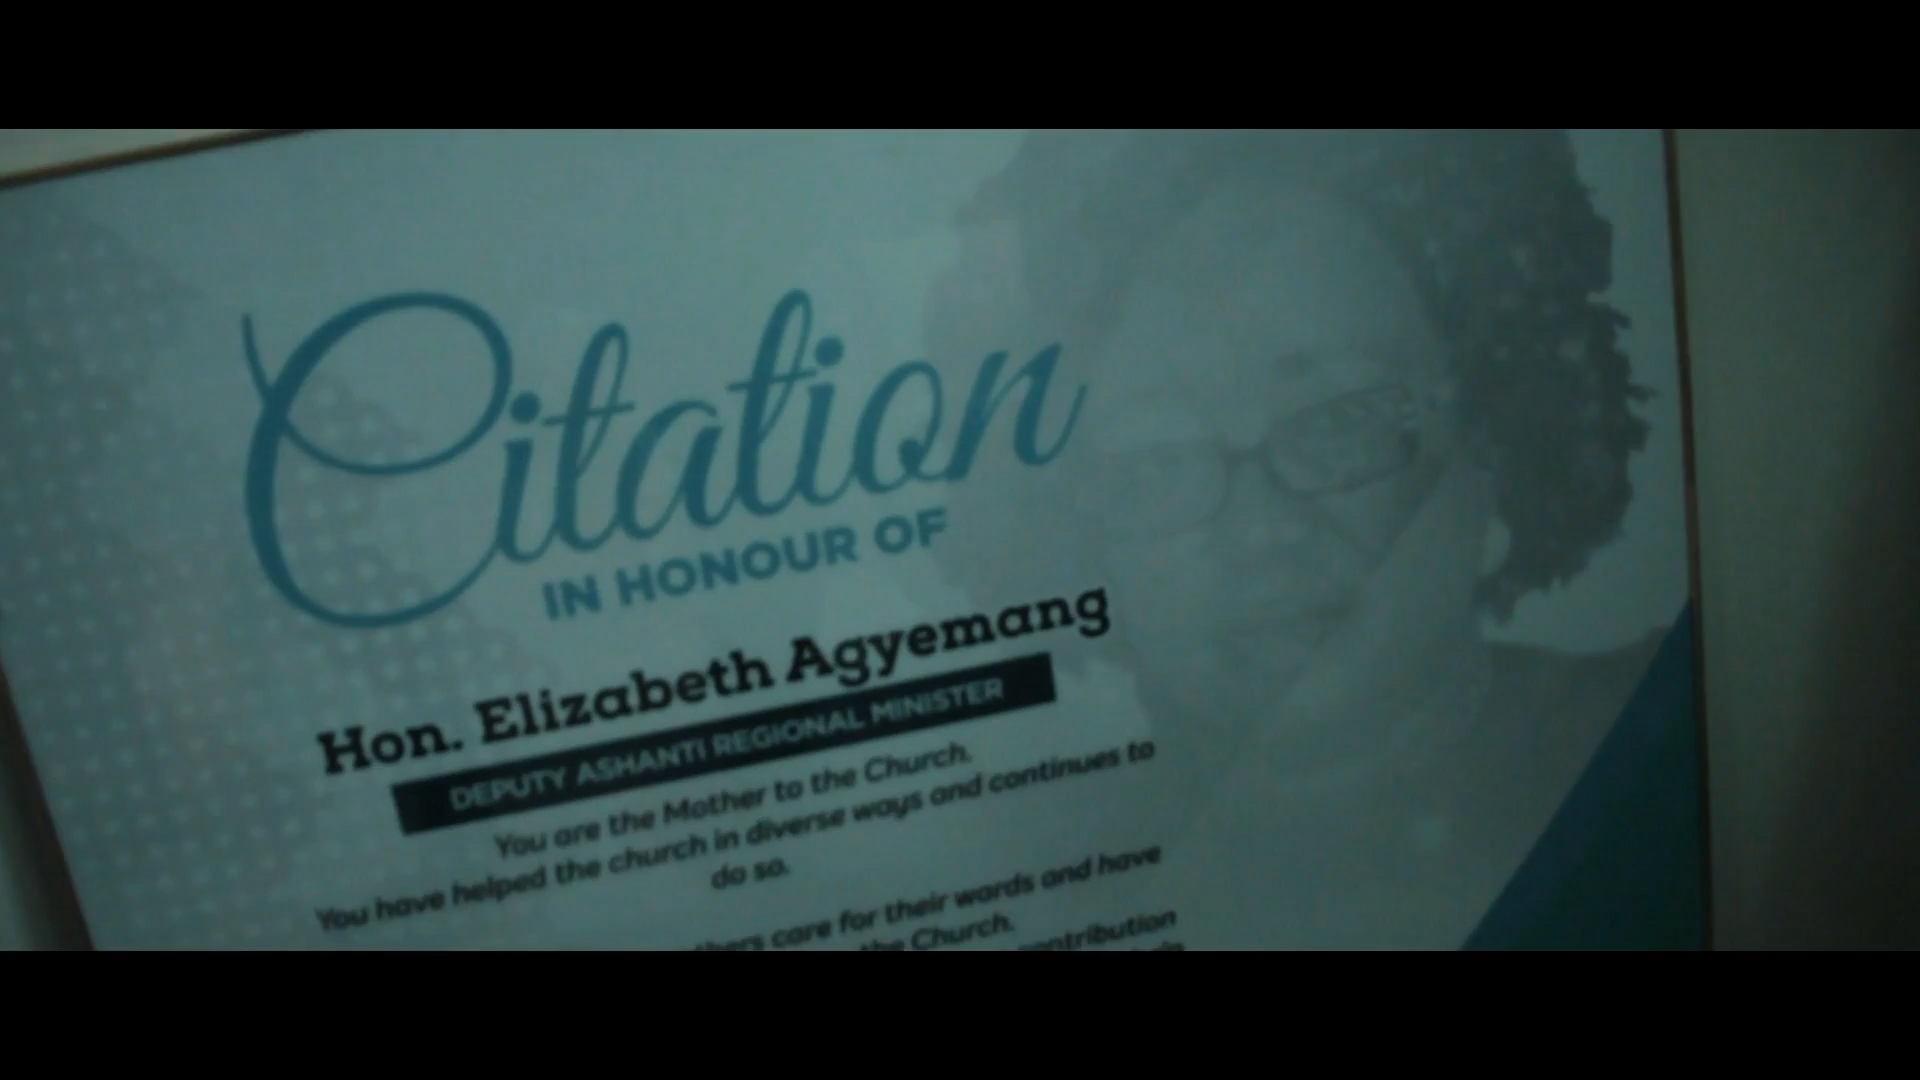 Citation
IN HONOUR OF
Hon. Elizabeth Agyemang
DEPUTY ASHANTI REGIONAL MINISTER
You are the Mother to the Church.
You have helped the church in diverse ways and continues to
do so.
care for their wards and have
the Church.
contribution